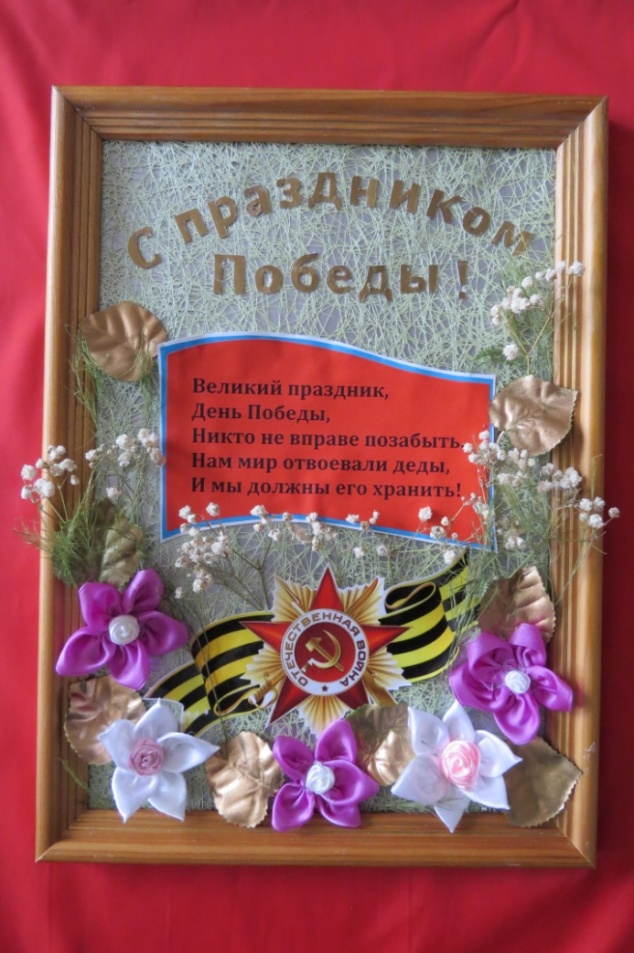 С праздником
Победы!
Великий праздник,
День Победы,
Никто не вправе позабыть.
Нам мир отвоевали деды,
И мы должны его хранить!
ОТЕЧЕСТВЕННАЯ ВОЙНА